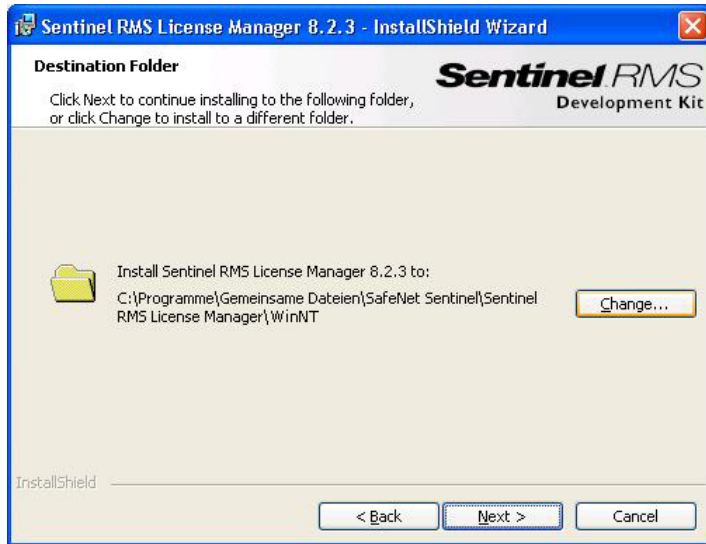 Sentinel RMS License Manager 8.2.3 - InstallShield Wizard
Destination Folder
Click Next to continue installing to the following folder,
or click Change to install to a different folder.
Sentinel RMS
Development Kit
Install Sentinel RMS License Manager 8.2.3 to:
C:\Programme\Gemeinsame Dateien\SafeNet Sentinel\Sentinel
RMS License Manager\WinNT
Change...
InstallShield
< Back
Next >
Cancel